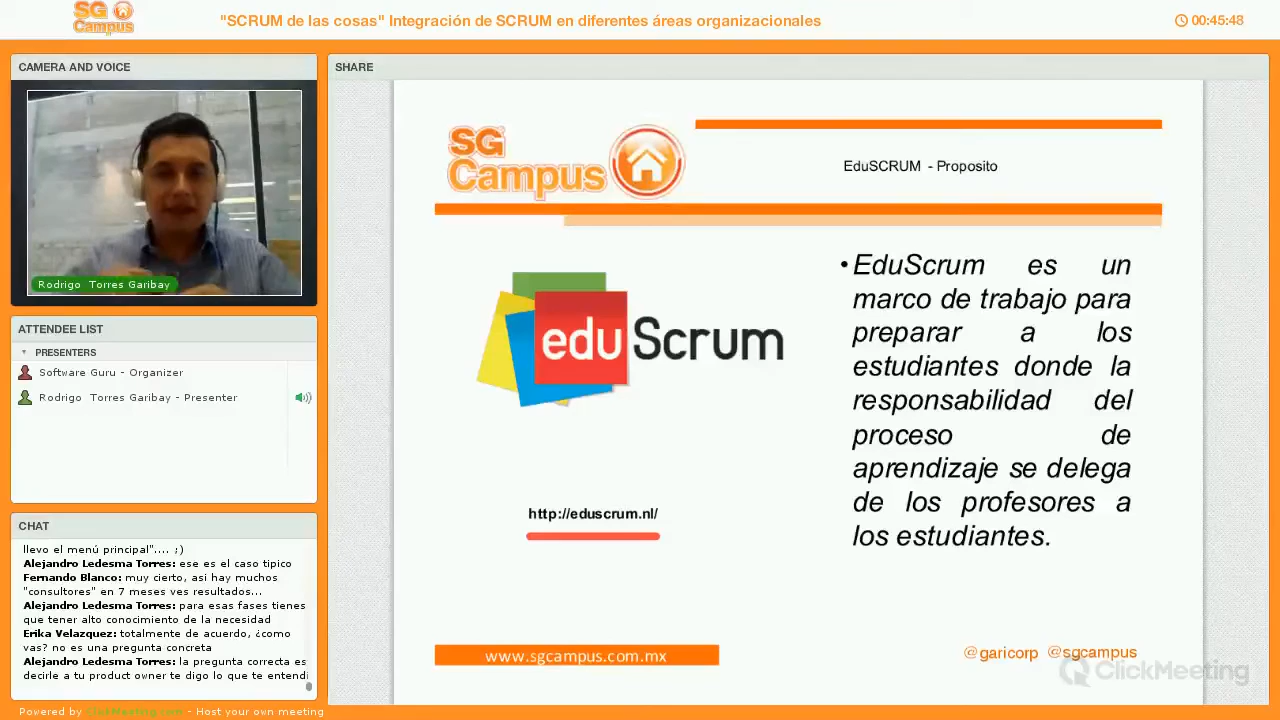 SG
Campus
"SCRUM de las cosas" Integración de SCRUM en diferentes áreas organizacionales
00:45:48
CAMERA AND VOICE
Rodrigo Torres Garibay
ATTENDEE LIST
PRESENTERS
Software Guru - Organizer
Rodrigo Torres Garibay - Presenter
CHAT
llevo el menú principal".... ;)
Alejandro Ledesma Torres: ese es el caso tipico
Fernando Blanco: muy cierto, asi hay muchos
"consultores" en 7 meses ves resultados...
Alejandro Ledesma Torres: para esas fases tienes
que tener alto conocimiento de la necesidad
Erika Velazquez: totalmente de acuerdo, ¿como
vas? no es una pregunta concreta
Alejandro Ledesma Torres: la pregunta correcta es
decirle a tu product owner te digo lo que te entendi
Powered by ClickMeeting.com - Host your own meeting
SHARE
SG
Campus
EduSCRUM - Proposito
eduScrum
http://eduscrum.nl/
• EduScrum es un
marco de trabajo para
preparar a los
estudiantes donde la
responsabilidad del
proceso de
aprendizaje se delega
de los profesores a
los estudiantes.
www.sgcampus.com.mx
@garicorp @sgcampus
ClickMeeting